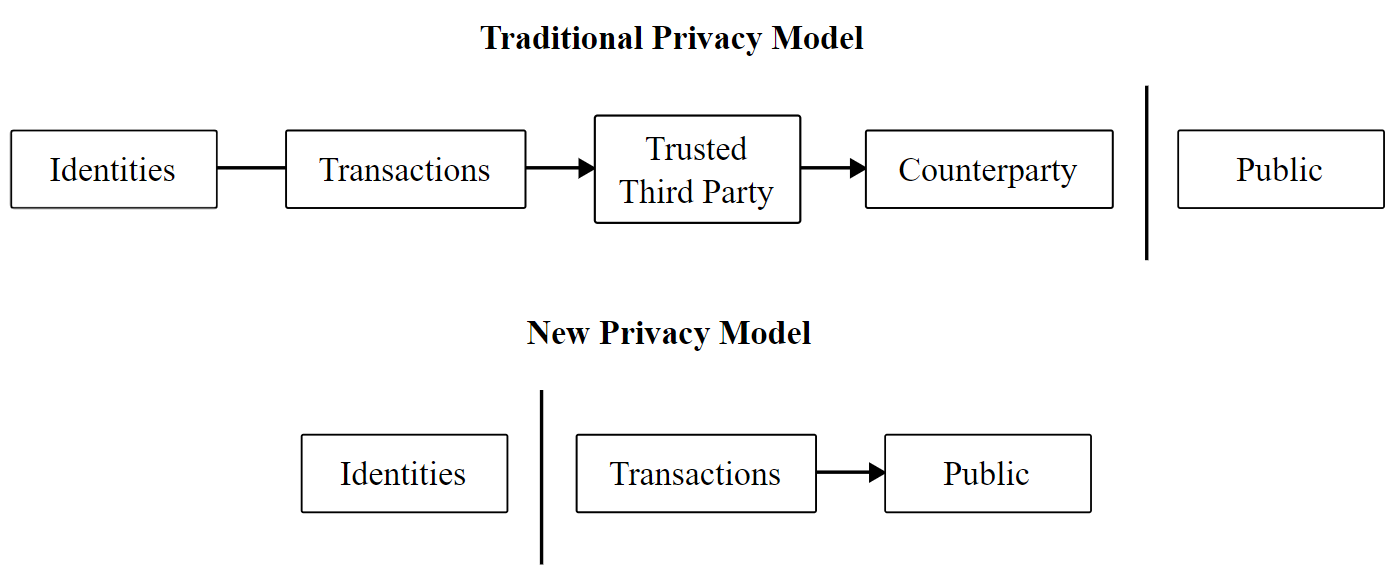 Traditional Privacy Model
Identities
Transactions
Trusted
Third Party
Counterparty
Public
New Privacy Model
Identities
Transactions
Public